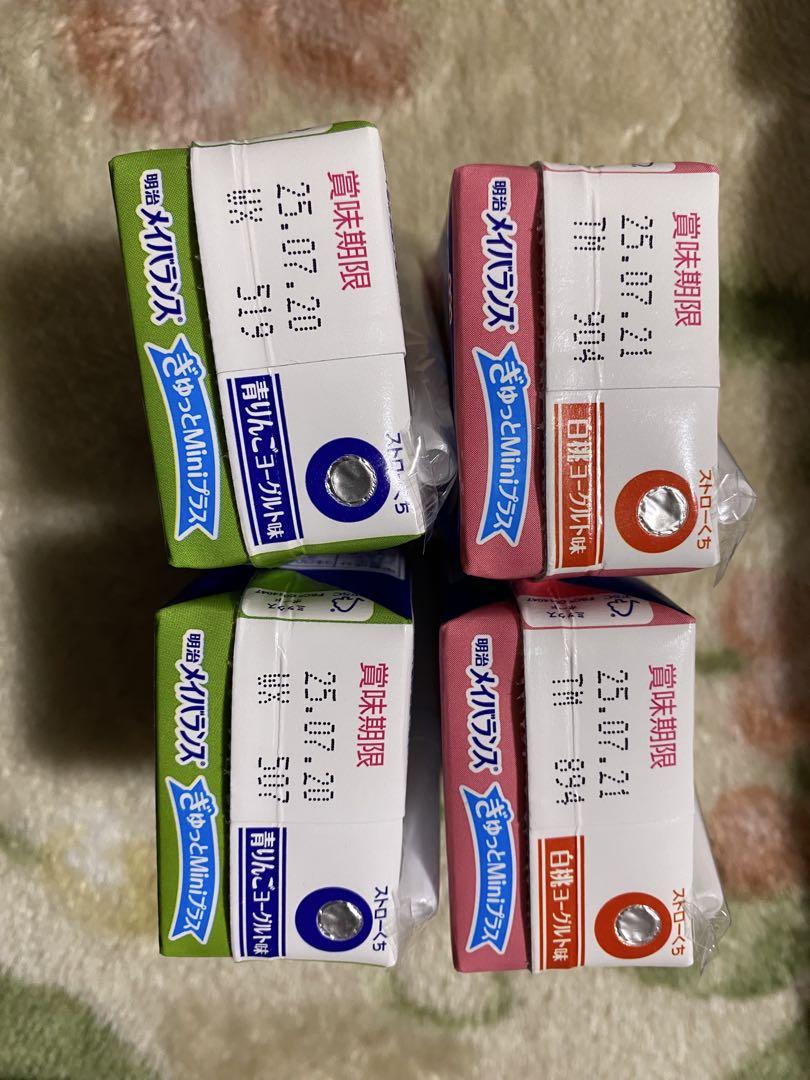 明治 メイバランス®
ぎゅっとMiniプラス
賞味期限
25.07.20
WX 519
青りんごヨーグルト味
ストローくち
明治 メイバランス®
ぎゅっとMiniプラス
賞味期限
25.07.21
TM 904
白桃ヨーグルト味
ストローくち
明治 メイバランス®
ぎゅっとMiniプラス
賞味期限
25.07.20
WX 507
青りんごヨーグルト味
ストローくち
明治 メイバランス®
ぎゅっとMiniプラス
賞味期限
25.07.21
TM 894
白桃ヨーグルト味
ストローくち